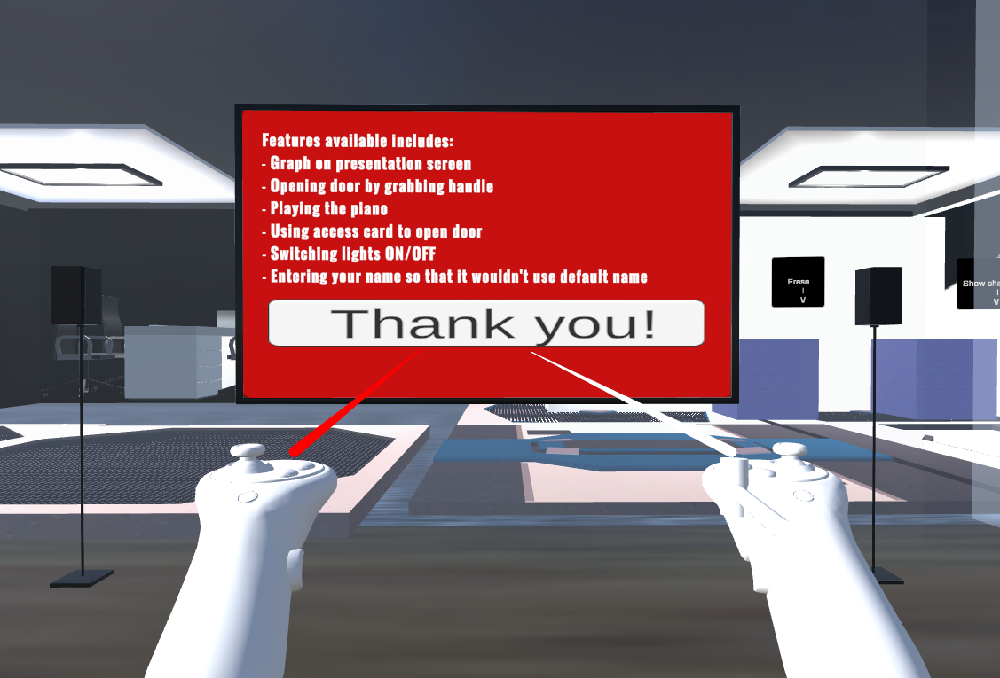 Features available includes:
- Graph on presentation screen
- Opening door by grabbing handle
- Playing the piano
- Using access card to open door
- Switching lights ON/OFF
- Entering your name so that it wouldn't use default name
Thank you!
Erase
|
V
Show
|
V